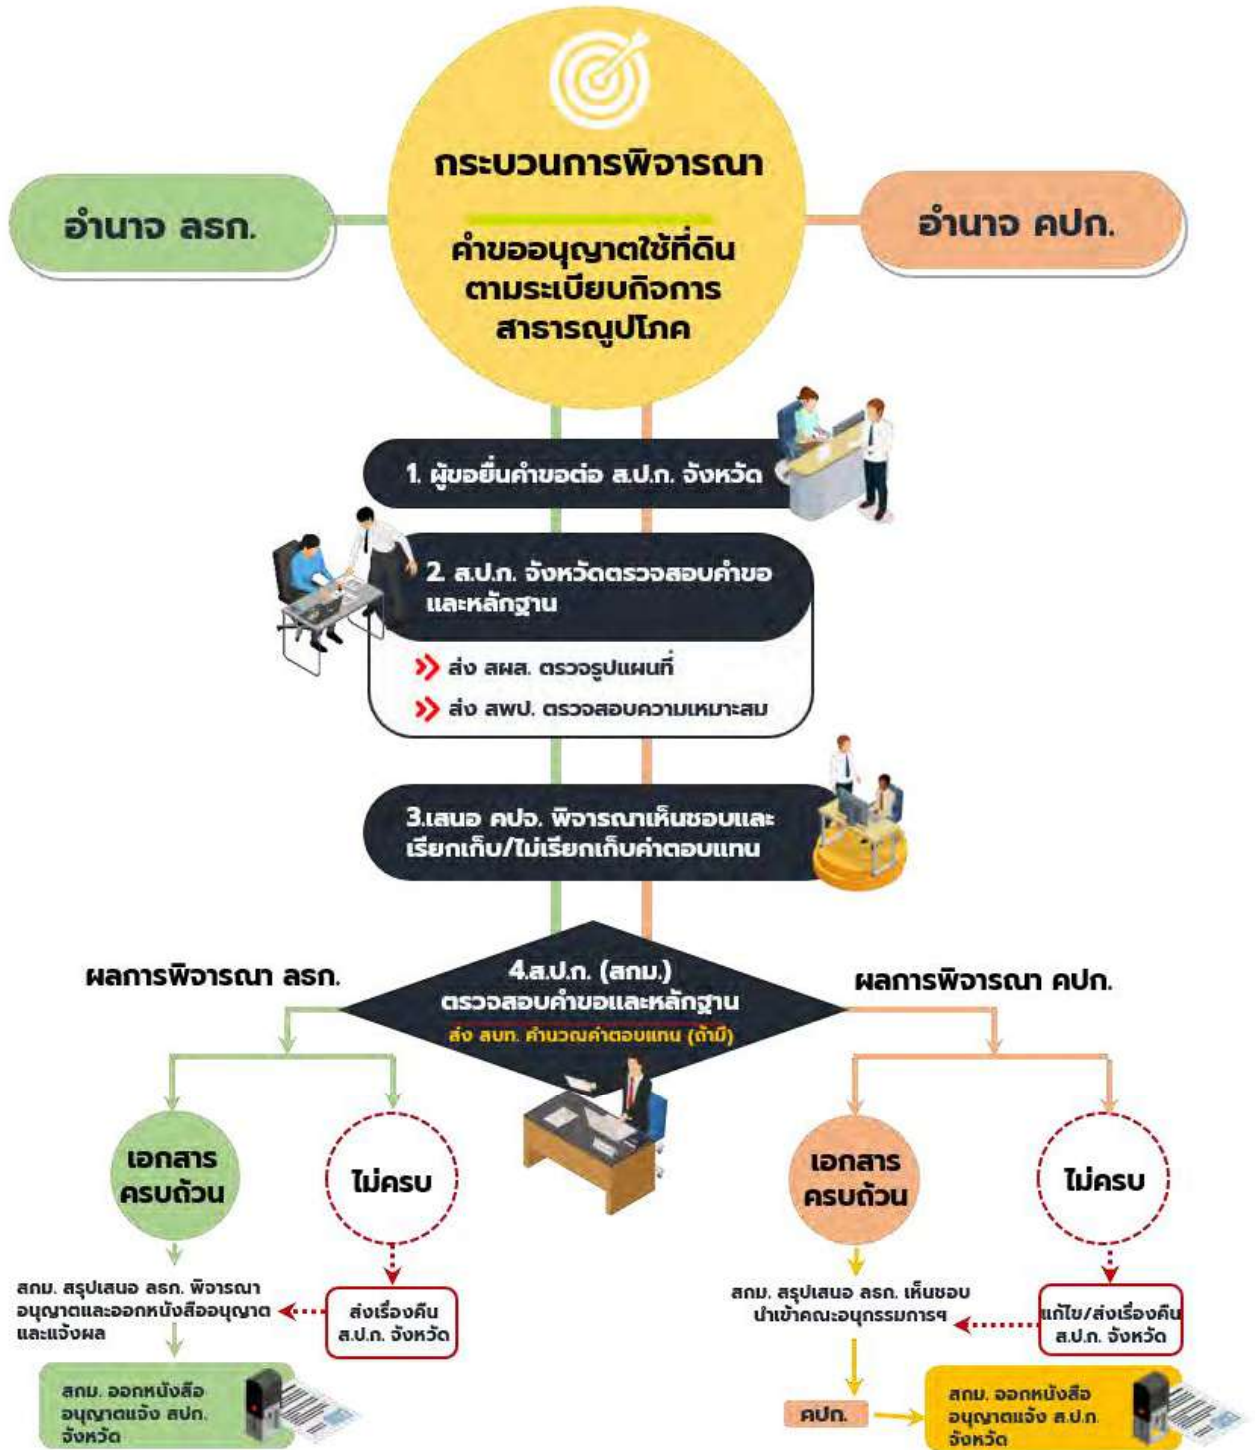 กระบวนการพิจารณา
คำขออนุญาตใช้ที่ดิน
ตามระเบียบกิจการ
สาธารณูปโภค
อำนาจ ลธก.
อำนาจ คปก.
1. ผู้ขอยื่นคำขอต่อ ส.ป.ก. จังหวัด
2. ส.ป.ก. จังหวัดตรวจสอบคำขอ
และหลักฐาน
ส่ง สผส. ตรวจรูปแผนที่
ส่ง สพป. ตรวจสอบความเหมาะสม
3.เสนอ คปจ. พิจารณาเห็นชอบและ
เรียกเก็บ/ไม่เรียกเก็บค่าตอบแทน
4.ส.ป.ก. (สกม.)
ตรวจสอบคำขอและหลักฐาน
ส่ง สบท. คำนวณค่าตอบแทน (ถ้ามี)
ผลการพิจารณา ลธก.
เอกสาร
ครบถ้วน
ไม่ครบ
สกม. สรุปเสนอ ลธก. พิจารณา
อนุญาตและออกหนังสืออนุญาต
และแจ้งผล
ส่งเรื่องคืน
ส.ป.ก. จังหวัด
สกม. ออกหนังสือ
อนุญาตแจ้ง สปก.
จังหวัด
ผลการพิจารณา คปก.
เอกสาร
ครบถ้วน
ไม่ครบ
สกม. สรุปเสนอ ลธก. เห็นชอบ
นำเข้าคณะอนุกรรมการฯ
แก้ไข/ส่งเรื่องคืน
ส.ป.ก. จังหวัด
คปก.
สกม. ออกหนังสือ
อนุญาตแจ้ง ส.ป.ก.
จังหวัด